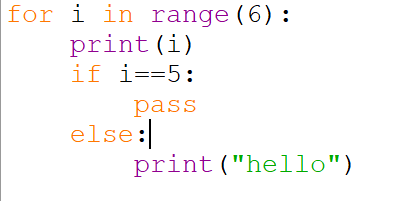 for i in range(6):
    print(i)
    if i==5:
        pass
    else:
        print("hello")